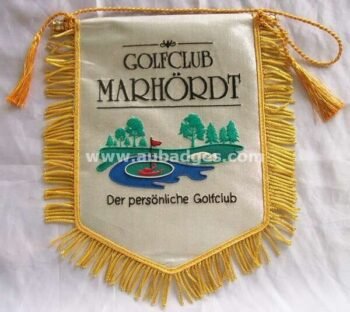 GOLFCLUB
MARHÖRDT
www.aubadges.com
Der persönliche Golfclub